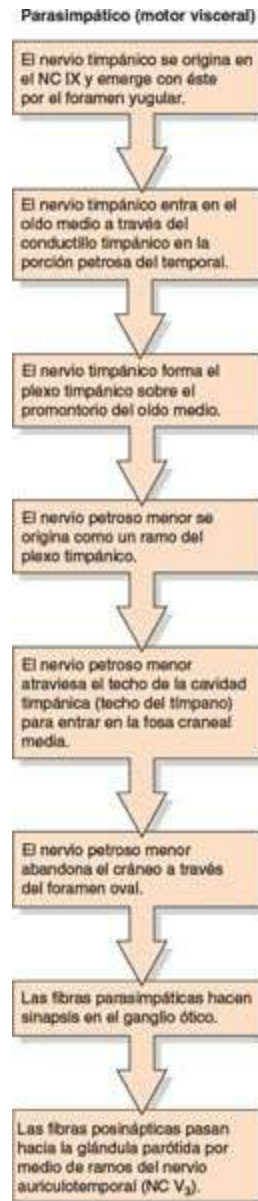 Parasimpático (motor visceral)
El nervio timpánico se origina en
el NC IX y emerge con éste
por el foramen yugular.
El nervio timpánico entra en el
oído medio a través del
conductillo timpánico en la
porción petrosa del temporal.
El nervio timpánico forma el
plexo timpánico sobre el
promontorio del oído medio.
El nervio petroso menor se
origina como un ramo del
plexo timpánico.
El nervio petroso menor
atraviesa el techo de la cavidad
timpánica (techo del tímpano)
para entrar en la fosa craneal
media.
El nervio petroso menor
abandona el cráneo a través
del foramen oval.
Las fibras parasimpáticas hacen
sinapsis en el ganglio ótico.
Las fibras posinápticas pasan
hacia la glándula parótida por
medio de ramos del nervio
auriculotemporal (NC V₃).